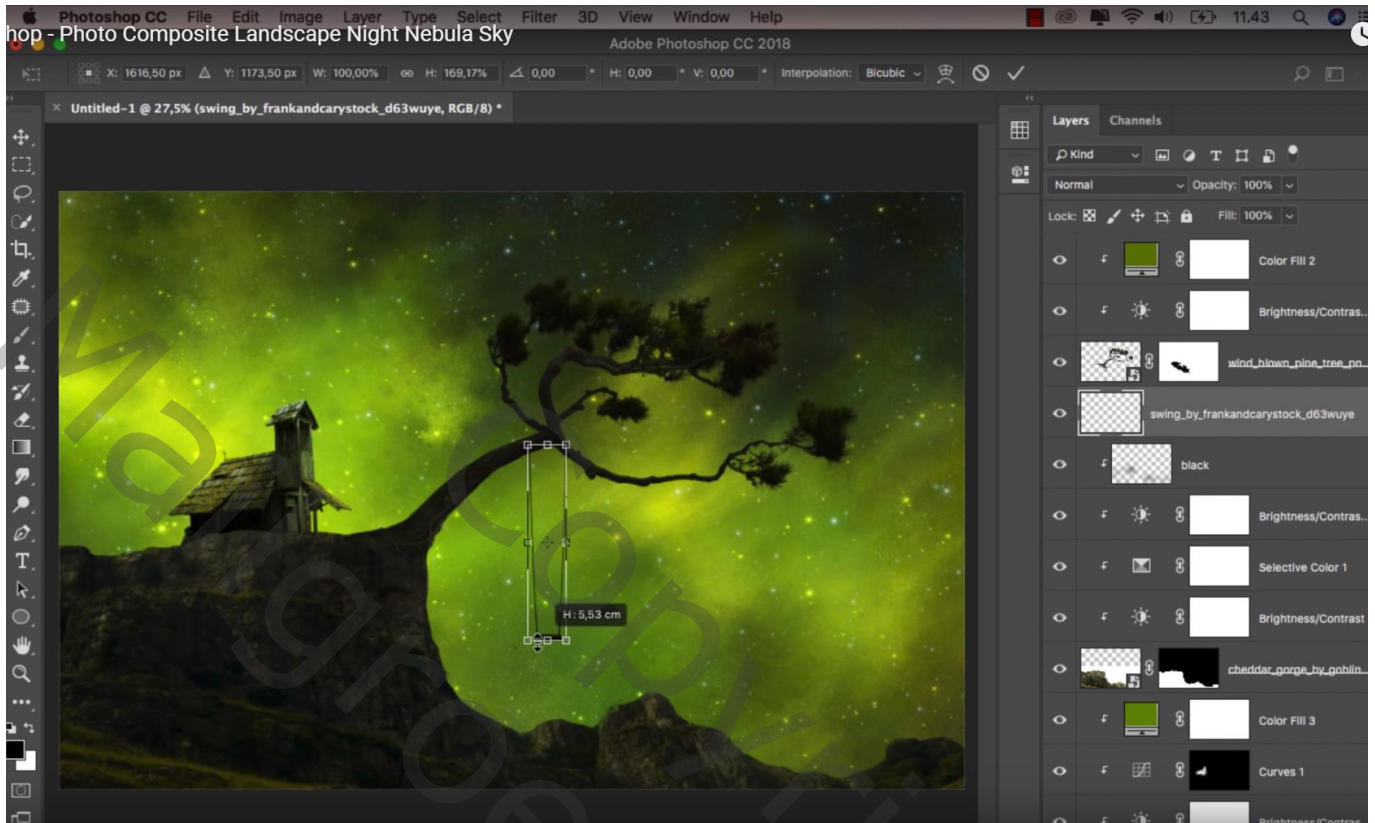 Photoshop CC File Edit Image Layer Type Select Filter 3D View Window Help 11.43
hop - Photo Composite Landscape Night Nebula Sky
Adobe Photoshop CC 2018
X: 1616,50 px Y: 1173,50 px W: 100,00% H: 169,17% 0,00 ° H: 0,00 ° V: 0,00 ° Interpolation: Bicubic
Untitled-1 @ 27,5% (swing_by_frankandcarystock_d63wuye, RGB/8) *
Layers Channels
Kind
Normal Opacity: 100%
Lock: Fill: 100%
Color Fill 2
Brightness/Contras...
wind_blown_pine_tree_pn...
swing_by_frankandcarystock_d63wuye
black
Brightness/Contras...
Selective Color 1
H: 5,53 cm
Brightness/Contrast
cheddar_gorge_by_goblin...
Color Fill 3
Curves 1
Brightness/Contras...